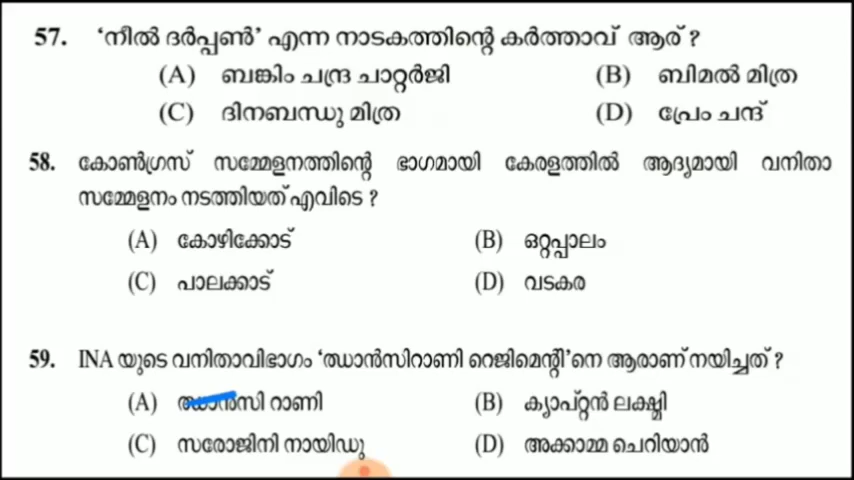 57. ‘നീൽ ദർപ്പൺ’ എന്ന നാടകത്തിന്റെ കർത്താവ് ആര് ?
(A) ബങ്കിം ചന്ദ്ര ചാറ്റർജി (B) ബിമൽ മിത്ര
(C) ദിനബന്ധു മിത്ര (D) പ്രേം ചന്ദ്
58. കോൺഗ്രസ് സമ്മേളനത്തിന്റെ ഭാഗമായി കേരളത്തിൽ ആദ്യമായി വനിതാ
സമ്മേളനം നടത്തിയത് എവിടെ ?
(A) കോഴിക്കോട് (B) ഒറ്റപ്പാലം
(C) പാലക്കാട് (D) വടകര
59. INA യുടെ വനിതാവിഭാഗം ‘ഝാൻസിറാണി റെജിമെന്റി’നെ ആരാണ് നയിച്ചത് ?
(A) ഝാൻസി റാണി (B) ക്യാപ്റ്റൻ ലക്ഷ്മി
(C) സരോജിനി നായിഡു (D) അക്കാമ്മ ചെറിയാൻ